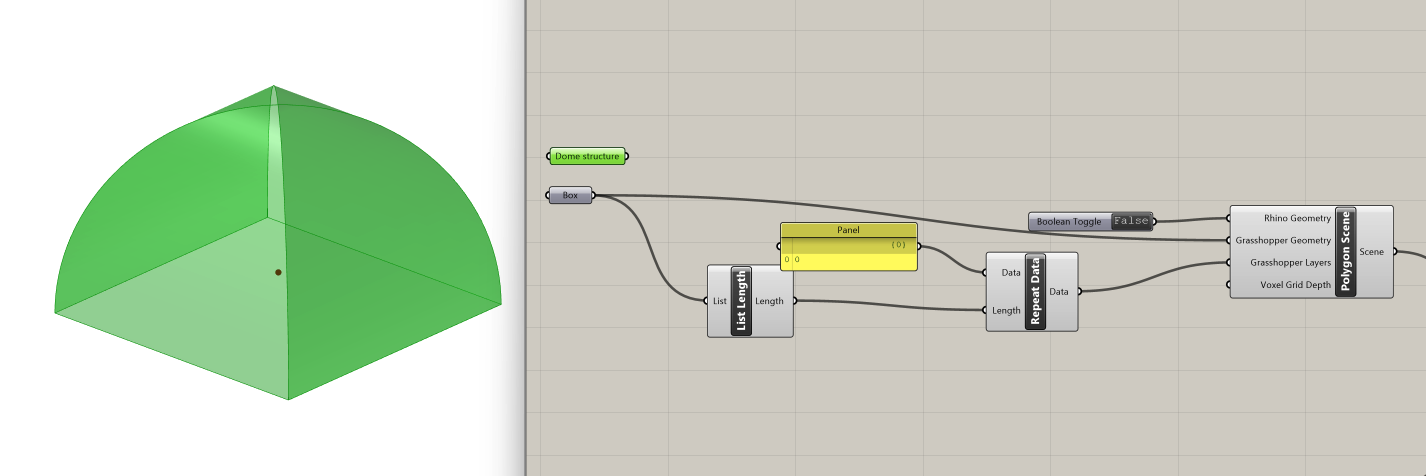 Dome structure
Box
Panel
{0}
0 0
Boolean Toggle False
List
List Length
Length
Data
Length
Repeat Data
Data
Rhino Geometry
Grasshopper Geometry
Grasshopper Layers
Voxel Grid Depth
Polygon Scene
Scene